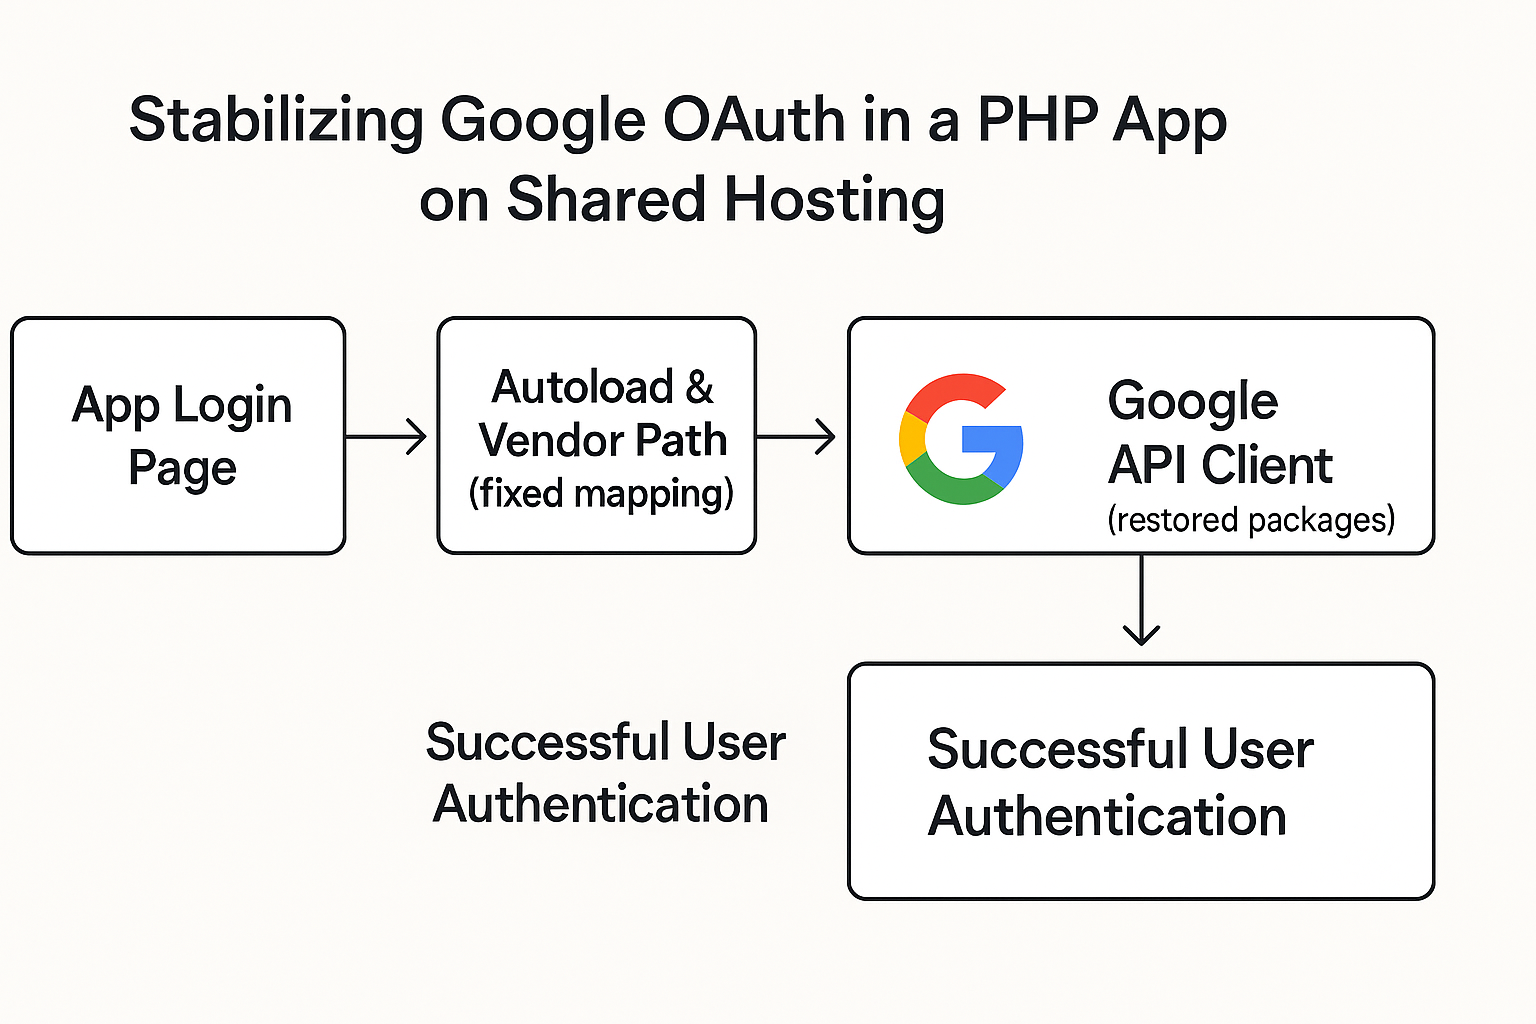 Stabilizing Google OAuth in a PHP App
on Shared Hosting
App Login
Page
Autoload &
Vendor Path
(fixed mapping)
Google
API Client
(restored packages)
Successful User
Authentication
Successful User
Authentication